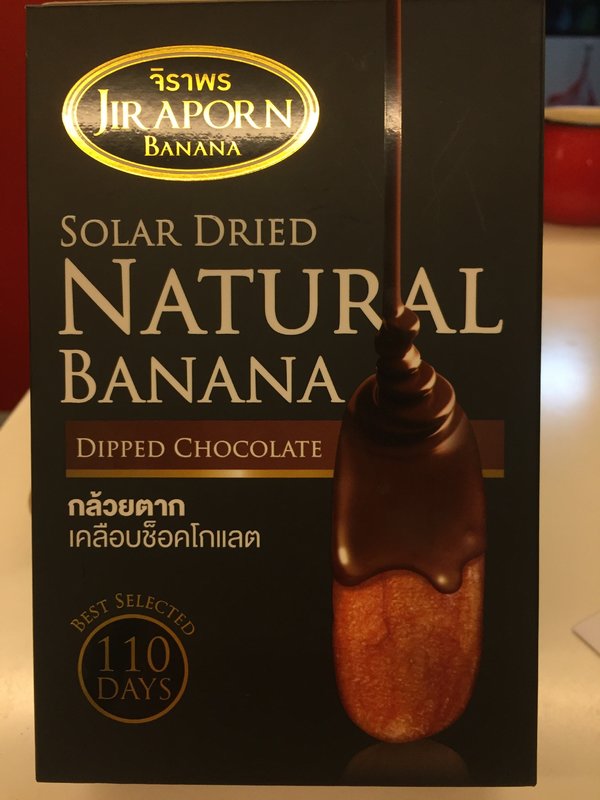 จิราพร
JIRAPORN
BANANA
SOLAR DRIED
NATURAL
BANANA
DIPPED CHOCOLATE
กล้วยตาก
เคลือบช็อคโกแลต
BEST SELECTED
110
DAYS